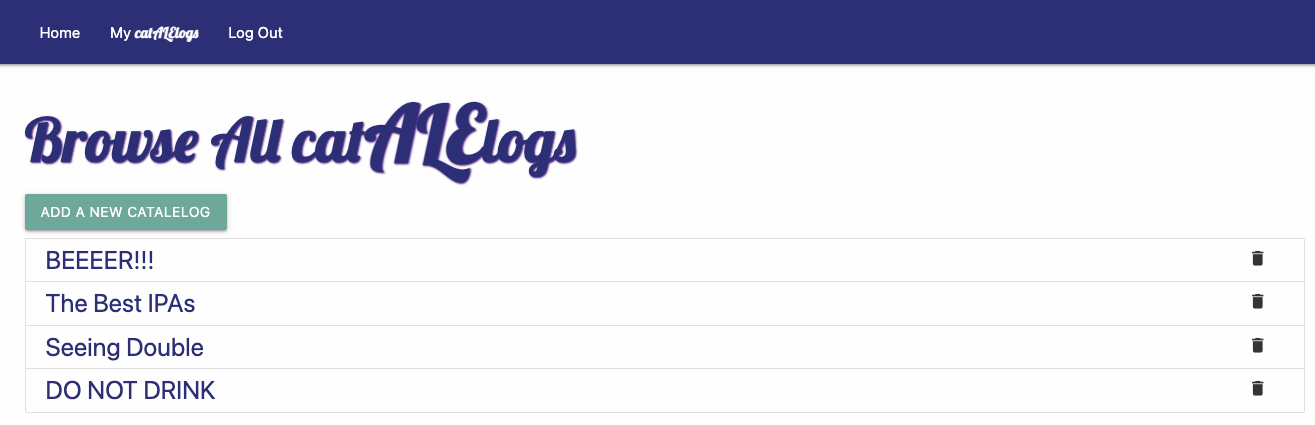 Home My catALElogs Log Out
Browse All catALElogs
ADD A NEW CATALELOG
BEEEER!!!
The Best IPAs
Seeing Double
DO NOT DRINK